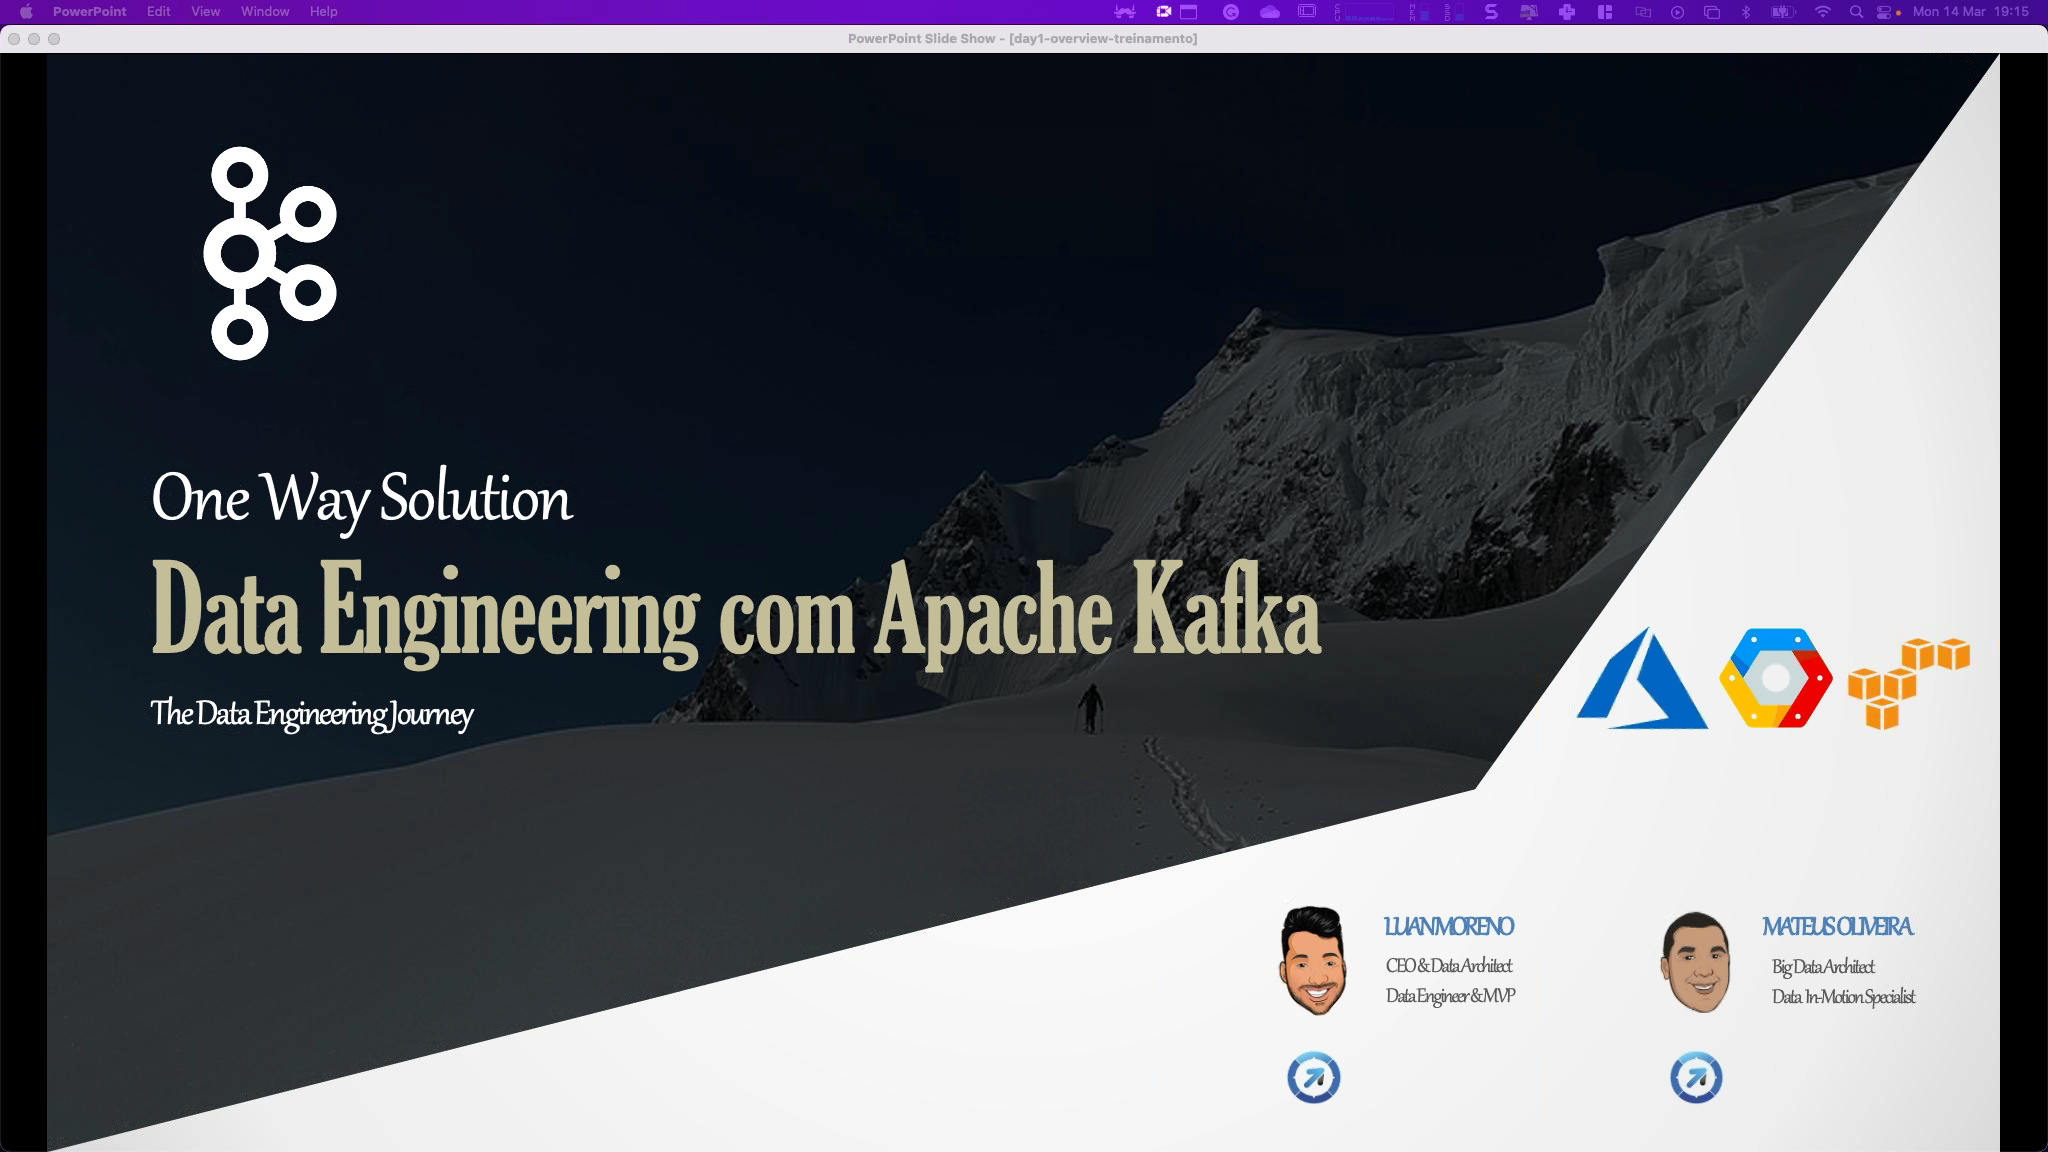 PowerPoint Edit View Window Help
Mon 14 Mar 19:15
PowerPoint Slide Show - [day1-overview-treinamento]
One Way Solution
Data Engineering com Apache Kafka
The Data Engineering Journey
LUAN MORENO
CEO & Data Architect
Data Engineer & MVP
MATEUS OLIVEIRA
Big Data Architect
Data In-Motion Specialist